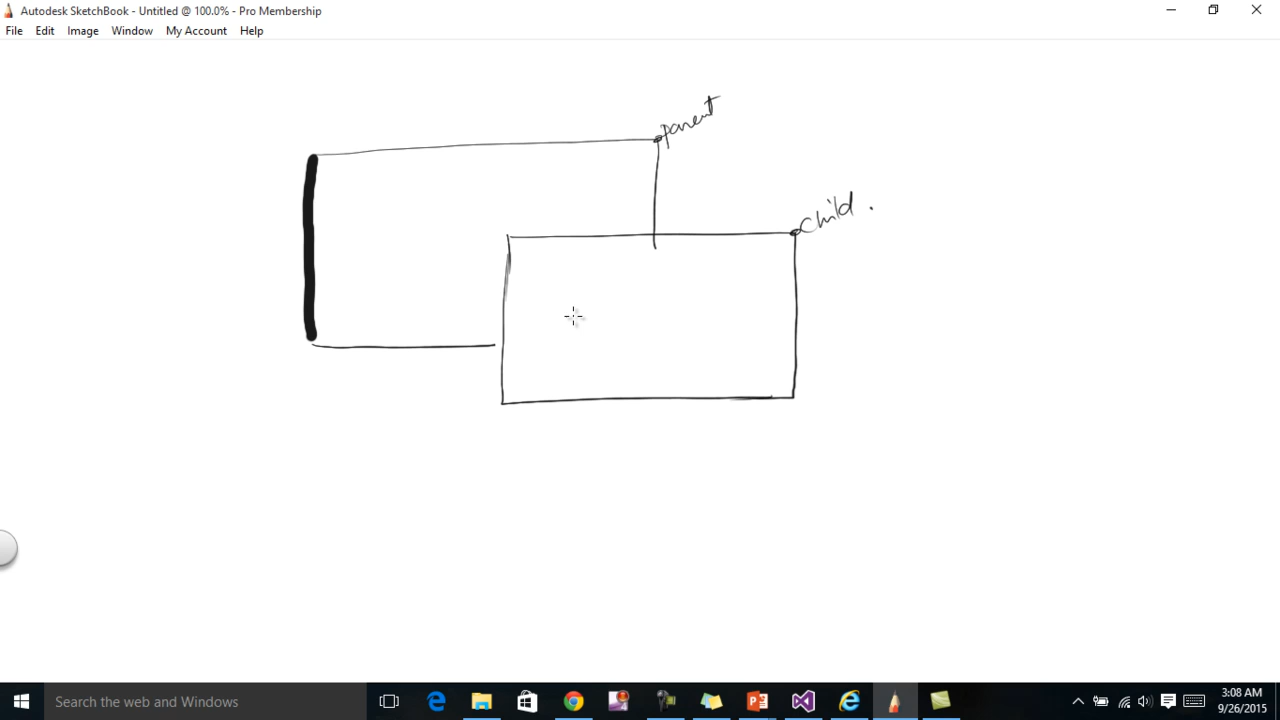 Autodesk SketchBook - Untitled @ 100.0% - Pro Membership
File Edit Image Window My Account Help
parent
child.
Search the web and Windows
3:08 AM
9/26/2015